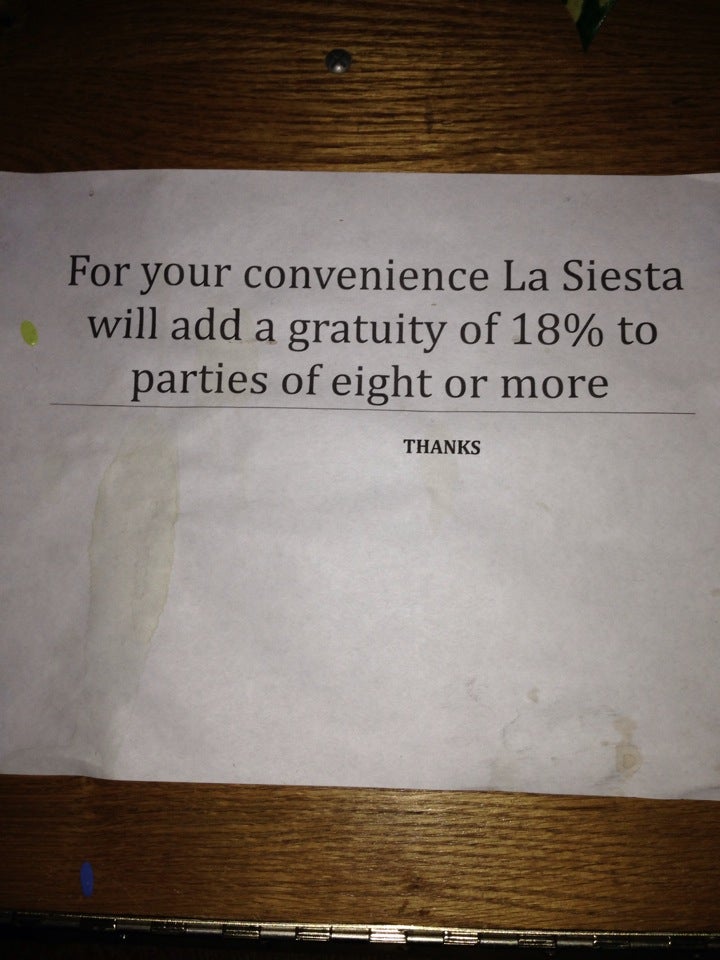 For your convenience La Siesta
will add a gratuity of 18% to
parties of eight or more
THANKS